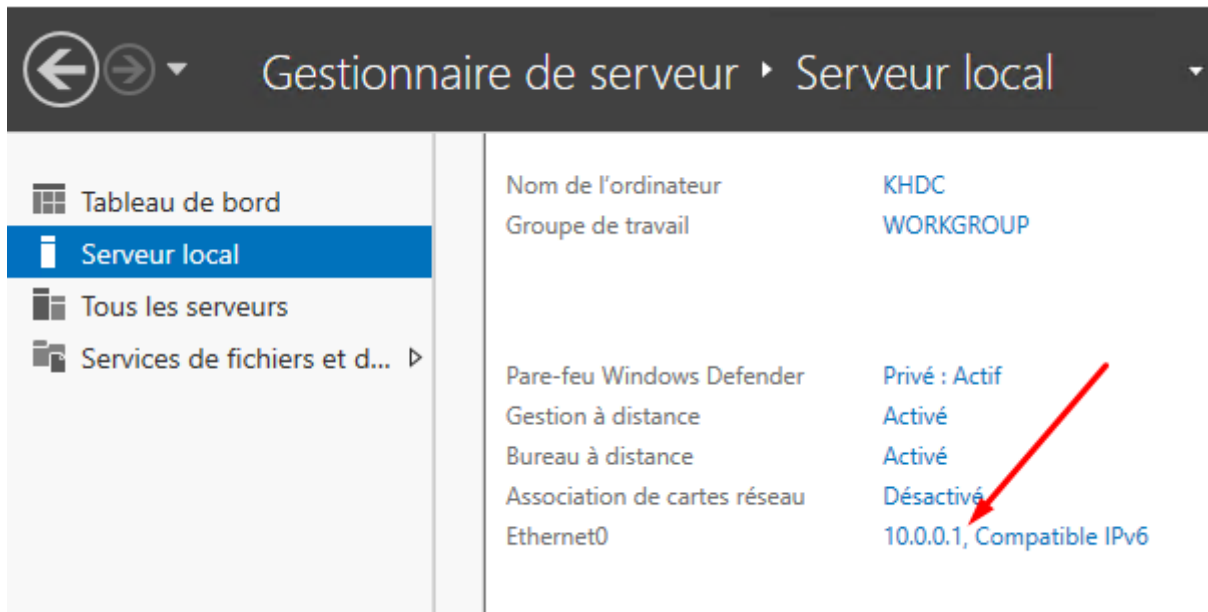 Gestionnaire de serveur ‣ Serveur local
Tableau de bord
Serveur local
Tous les serveurs
Services de fichiers et d...
Nom de l'ordinateur KHDC
Groupe de travail WORKGROUP
Pare-feu Windows Defender Privé : Actif
Gestion à distance Activé
Bureau à distance Activé
Association de cartes réseau Désactivé
Ethernet0 10.0.0.1, Compatible IPv6